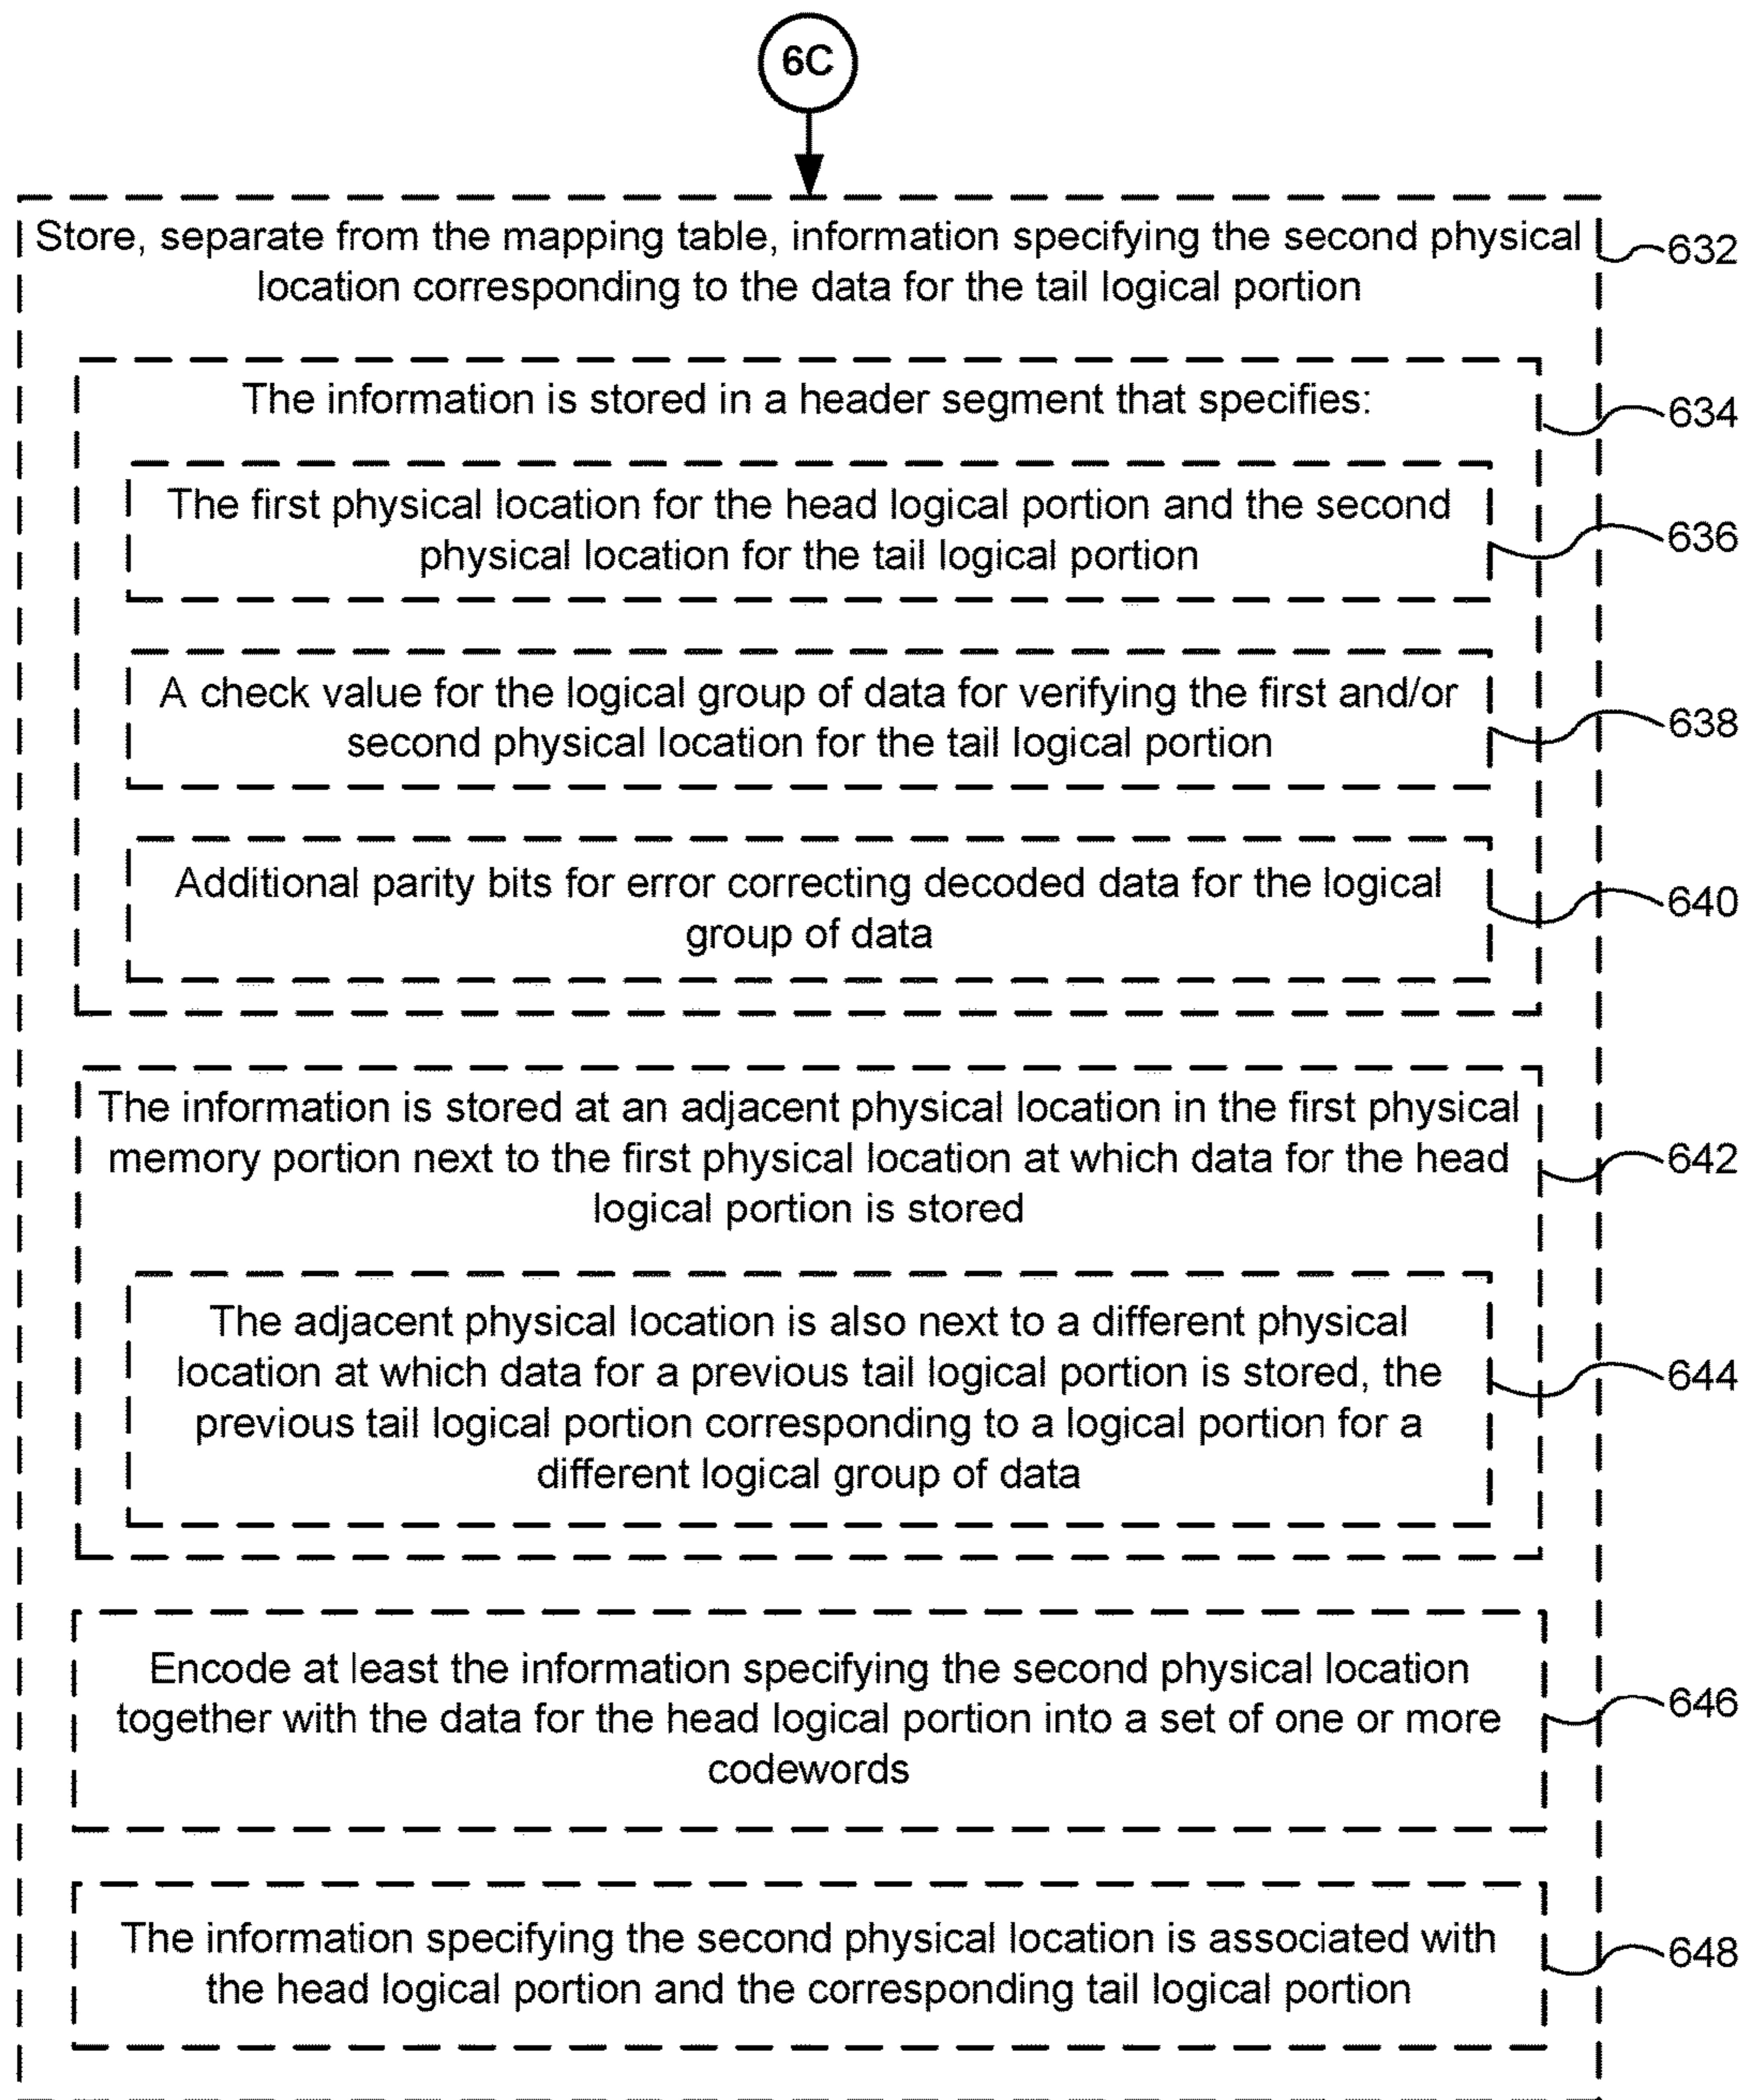 6C
Store, separate from the mapping table, information specifying the second physical
location corresponding to the data for the tail logical portion
632
The information is stored in a header segment that specifies:
634
The first physical location for the head logical portion and the second
physical location for the tail logical portion
636
A check value for the logical group of data for verifying the first and/or
second physical location for the tail logical portion
638
Additional parity bits for error correcting decoded data for the logical
group of data
640
The information is stored at an adjacent physical location in the first physical
memory portion next to the first physical location at which data for the head
logical portion is stored
642
The adjacent physical location is also next to a different physical
location at which data for a previous tail logical portion is stored, the
previous tail logical portion corresponding to a logical portion for a
different logical group of data
644
Encode at least the information specifying the second physical location
together with the data for the head logical portion into a set of one or more
codewords
646
The information specifying the second physical location is associated with
the head logical portion and the corresponding tail logical portion
648